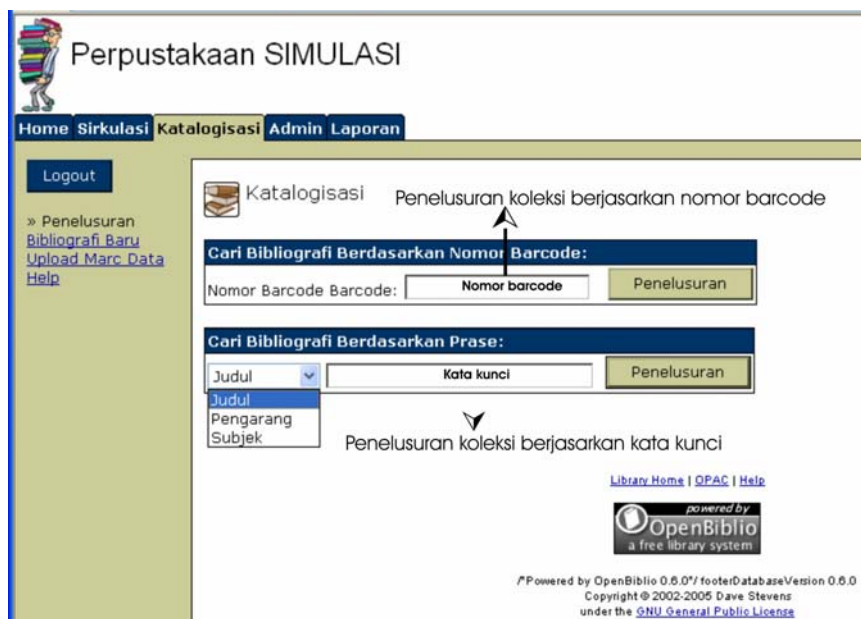 Perpustakaan SIMULASI
Home Sirkulasi Katalogisasi Admin Laporan
Logout
» Penelusuran
Bibliografi Baru
Upload Marc Data
Help
Katalogisasi
Penelusuran koleksi berjasarkan nomor barcode
Cari Bibliografi Berdasarkan Nomor Barcode:
Nomor Barcode Barcode: Nomor barcode Penelusuran
Cari Bibliografi Berdasarkan Prase:
Judul Kata kunci Penelusuran
Judul
Pengarang
Subjek
Penelusuran koleksi berjasarkan kata kunci
Library Home | OPAC | Help
powered by
OpenBiblio
a free library system
/*Powered by OpenBiblio 0.6.0*/ footerDatabaseVersion 0.6.0
Copyright © 2002-2005 Dave Stevens
under the GNU General Public License